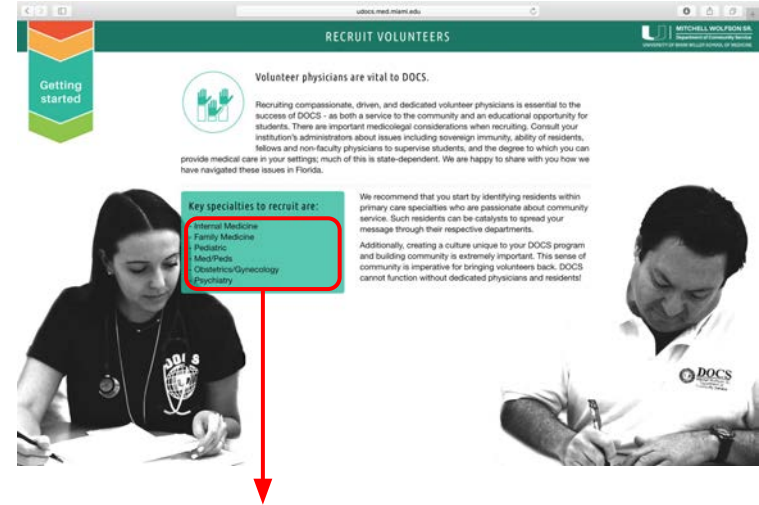 udocs.med.miami.edu
RECRUIT VOLUNTEERS
MITCHELL WOLFSON SR.
Department of Community Service
UNIVERSITY OF MIAMI MILLER SCHOOL OF MEDICINE
Getting
started
Volunteer physicians are vital to DOCS.
Recruiting compassionate, driven, and dedicated volunteer physicians is essential to the
success of DOCS - as both a service to the community and an educational opportunity for
students. There are important medicolegal considerations when recruiting. Consult your
institution's administrators about issues including sovereign immunity, ability of residents,
fellows and non-faculty physicians to supervise students, and the degree to which you can
provide medical care in your settings; much of this is state-dependent. We are happy to share with you how we
have navigated these issues in Florida.
Key specialties to recruit are:
- Internal Medicine
- Family Medicine
- Pediatric
- Med/Peds
- Obstetrics/Gynecology
- Psychiatry
We recommend that you start by identifying residents within
primary care specialties who are passionate about community
service. Such residents can be catalysts to spread your
message through their respective departments.
Additionally, creating a culture unique to your DOCS program
and building community is extremely important. This sense of
community is imperative for bringing volunteers back. DOCS
cannot function without dedicated physicians and residents!
DOCS
DOCS